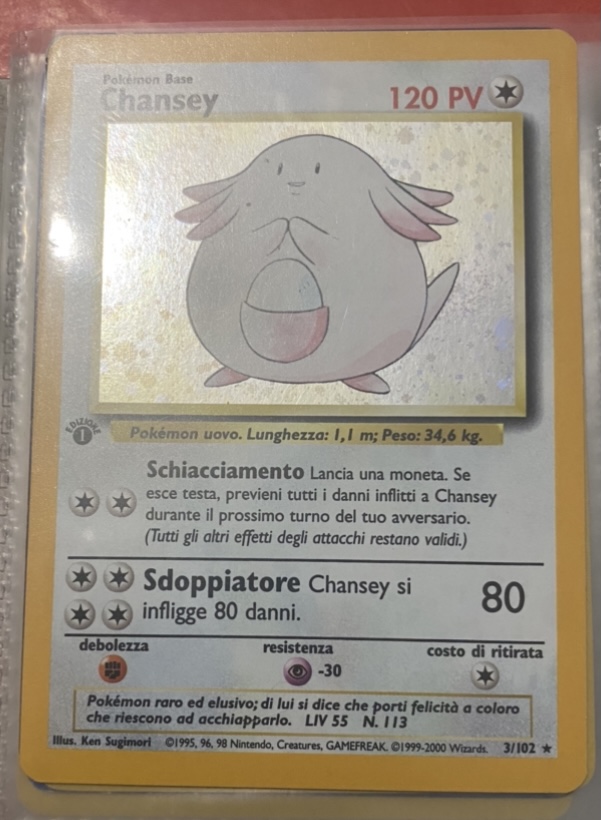 Pokémon Base
Chansey
120 PV
EDIZIONE
1
Pokémon uovo. Lunghezza: 1,1 m; Peso: 34,6 kg.
Schiacciamento Lancia una moneta. Se
esce testa, previeni tutti i danni inflitti a Chansey
durante il prossimo turno del tuo avversario.
(Tutti gli altri effetti degli attacchi restano validi.)
Sdoppiatore Chansey si
infligge 80 danni.
80
debolezza
resistenza
costo di ritirata
-30
Pokémon raro ed elusivo; di lui si dice che porti felicità a coloro
che riescono ad acchiapparlo. LIV 55 N. 113
Illus. Ken Sugimori ©1995, 96, 98 Nintendo, Creatures, GAMEFREAK. ©1999-2000 Wizards. 3/102 ★